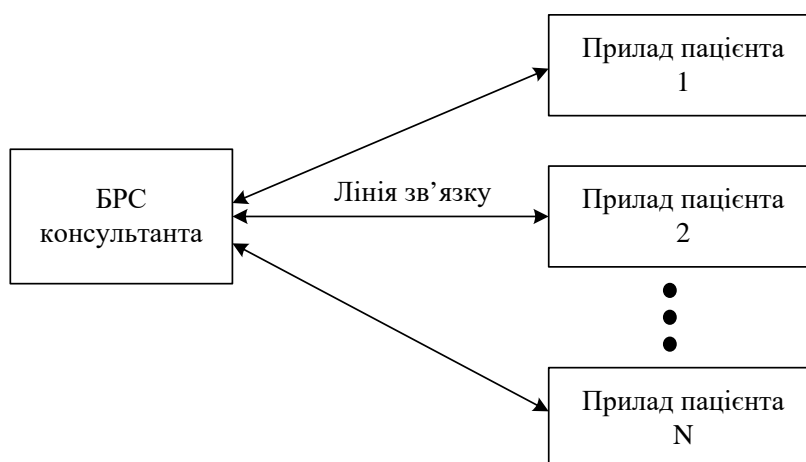 Прилад пацієнта
1
БРС
консультанта
Лінія зв’язку
Прилад пацієнта
2
Прилад пацієнта
N